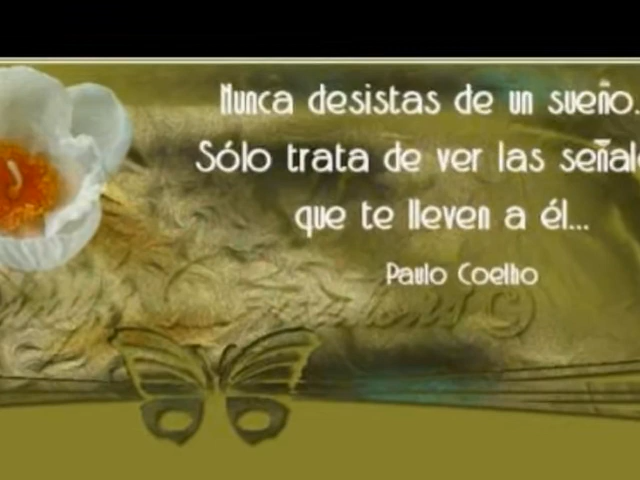 Nunca desistas de un sueño.
Sólo trata de ver las señale
que te lleven a él...
Paulo Coelho